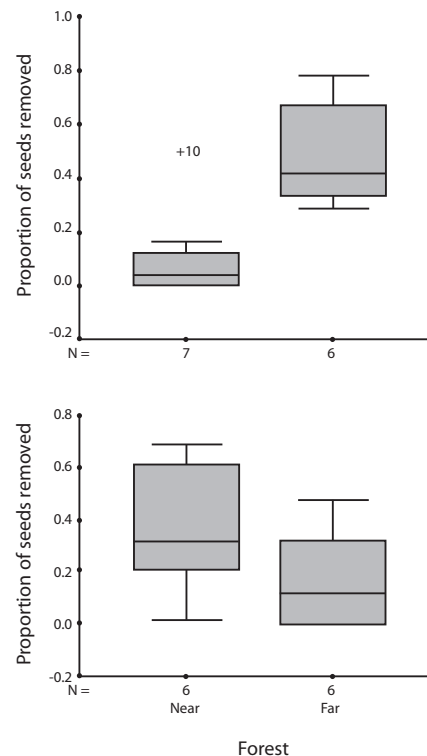 Proportion of seeds removed
1.0
0.8
0.6
0.4
0.2
0.0
-0.2
+10
N = 7 6
Proportion of seeds removed
0.8
0.6
0.4
0.2
0.0
-0.2
N = 6 6
Near Far
Forest